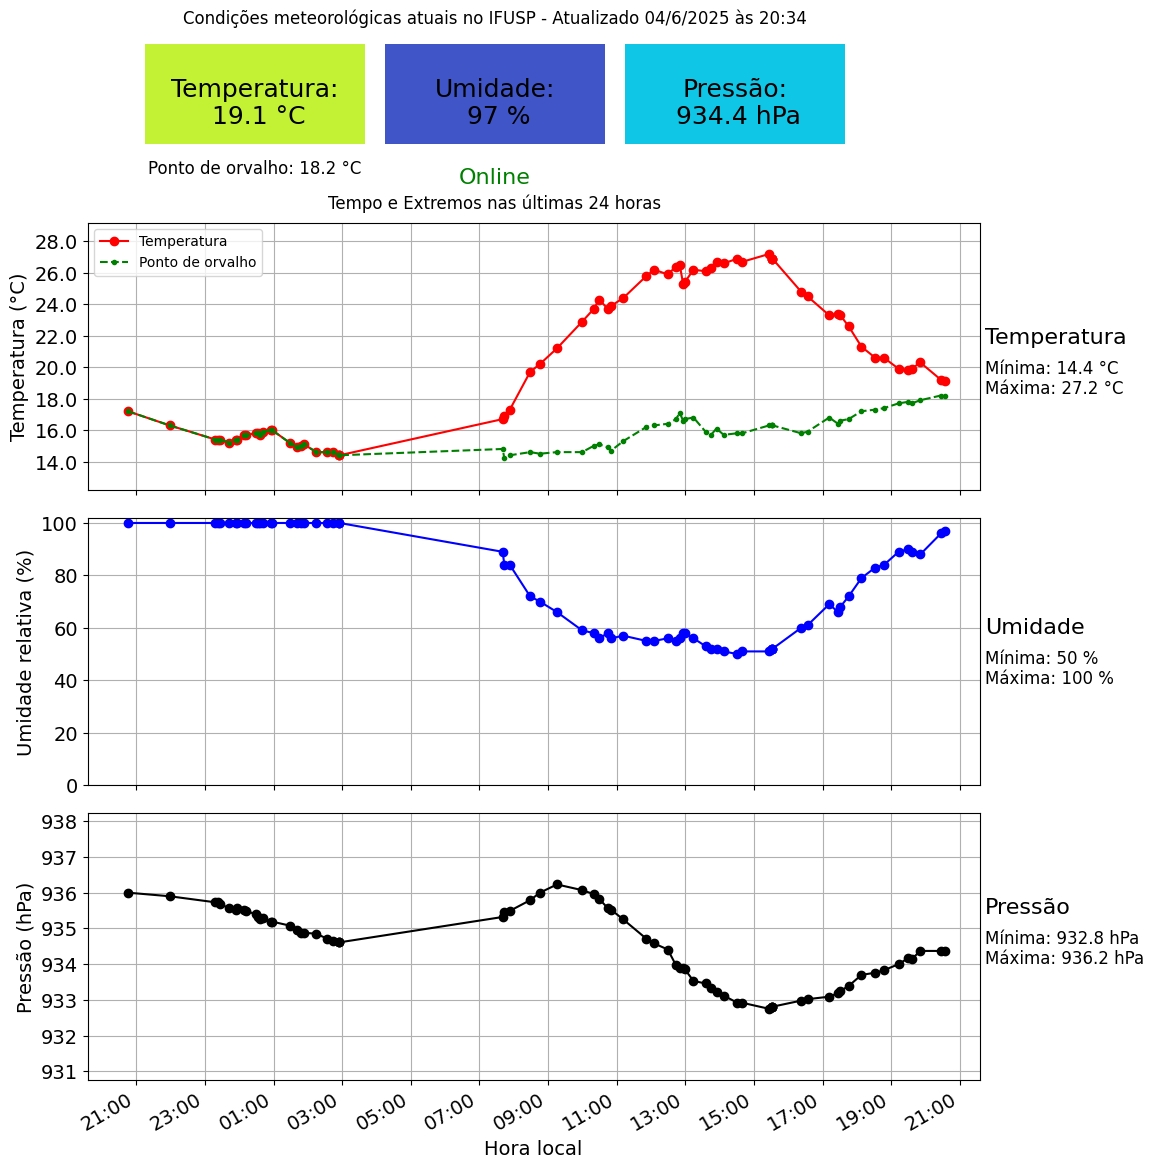 Condições meteorológicas atuais no IFUSP - Atualizado 04/6/2025 às 20:34
Temperatura:
19.1 °C
Umidade:
97 %
Pressão:
934.4 hPa
Ponto de orvalho: 18.2 °C
Online
Tempo e Extremos nas últimas 24 horas
Temperatura (°C)
28.0
26.0
24.0
22.0
20.0
18.0
16.0
14.0
Temperatura
Ponto de orvalho
Temperatura
Mínima: 14.4 °C
Máxima: 27.2 °C
Umidade relativa (%)
100
80
60
40
20
0
Umidade
Mínima: 50 %
Máxima: 100 %
Pressão (hPa)
938
937
936
935
934
933
932
931
Pressão
Mínima: 932.8 hPa
Máxima: 936.2 hPa
21:00 23:00 01:00 03:00 05:00 07:00 09:00 11:00 13:00 15:00 17:00 19:00 21:00
Hora local